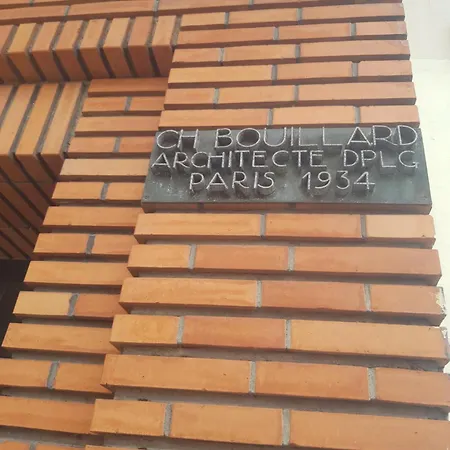 CH BOUILLARD
ARCHITECTE DPLG
PARIS 1934